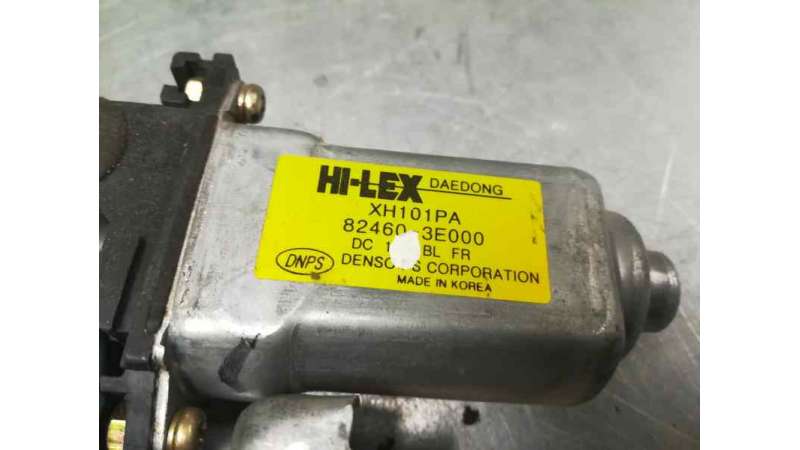 HI-LEX DAEDONG
XH101PA
82460 3E000
DC BL FR
DNPS
CORPORATION
MADE IN KOREA